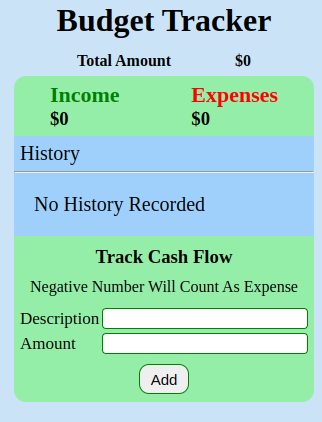 Budget Tracker
Total Amount $0
Income Expenses
$0 $0
History
No History Recorded
Track Cash Flow
Negative Number Will Count As Expense
Description
Amount
Add